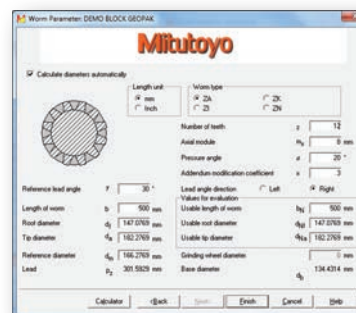 Worm Parameter: DEMO BLOCK GEOPAK
Mitutoyo
Calculate diameters automatically
Length unit
mm
Inch
Worm type
ZA
ZK
ZI
ZN
Number of teeth z 12
Axial module mx 8 mm
Pressure angle α 20 °
Addendum modification coefficient x 3
Reference lead angle γ 30 °
Lead angle direction Left Right
Values for evaluation
Length of worm b 500 mm
Usable length of worm bN 500 mm
Root diameter df 147.0769 mm
Usable root diameter dNf 147.0769 mm
Tip diameter da 182.2769 mm
Usable tip diameter dNa 182.2769 mm
Reference diameter dm 166.2769 mm
Grinding wheel diameter 0 mm
Lead pz 301.5929 mm
Base diameter db 134.4314 mm
Calculator
<Back
Next>
Finish
Cancel
Help